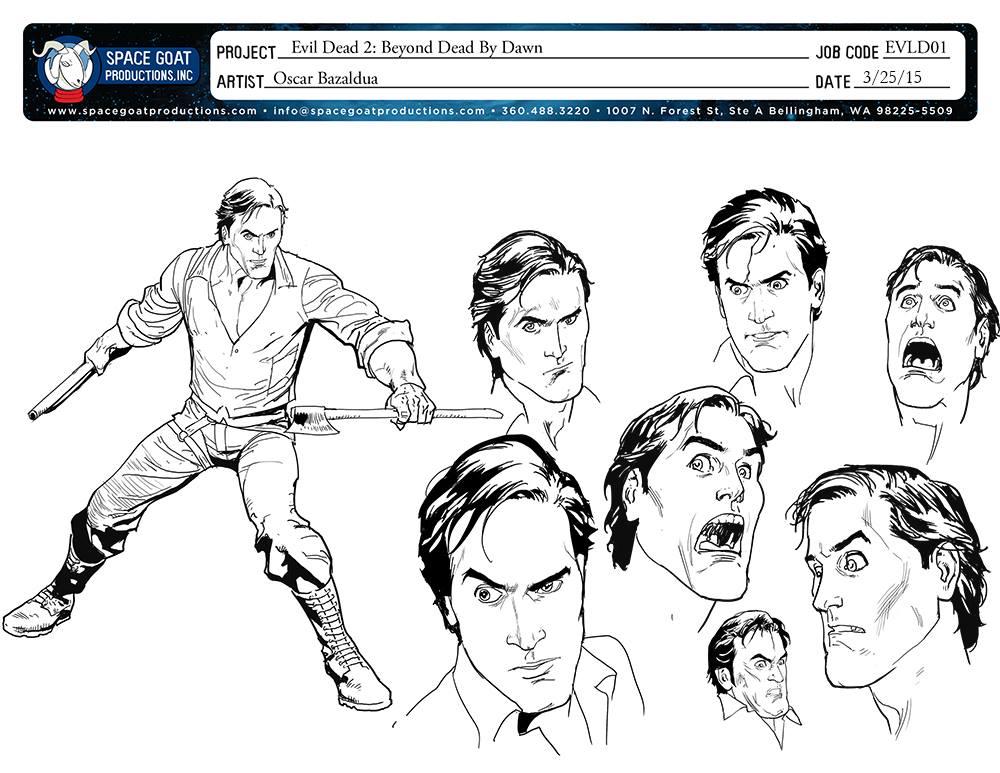 SPACE GOAT
PRODUCTIONS, INC
PROJECT Evil Dead 2: Beyond Dead By Dawn JOB CODE EVLD01
ARTIST Oscar Bazaldua DATE 3/25/15
www.spacegoatproductions.com • info@spacegoatproductions.com • 360.488.3220 • 1007 N. Forest St, Ste A Bellingham, WA 98225-5509